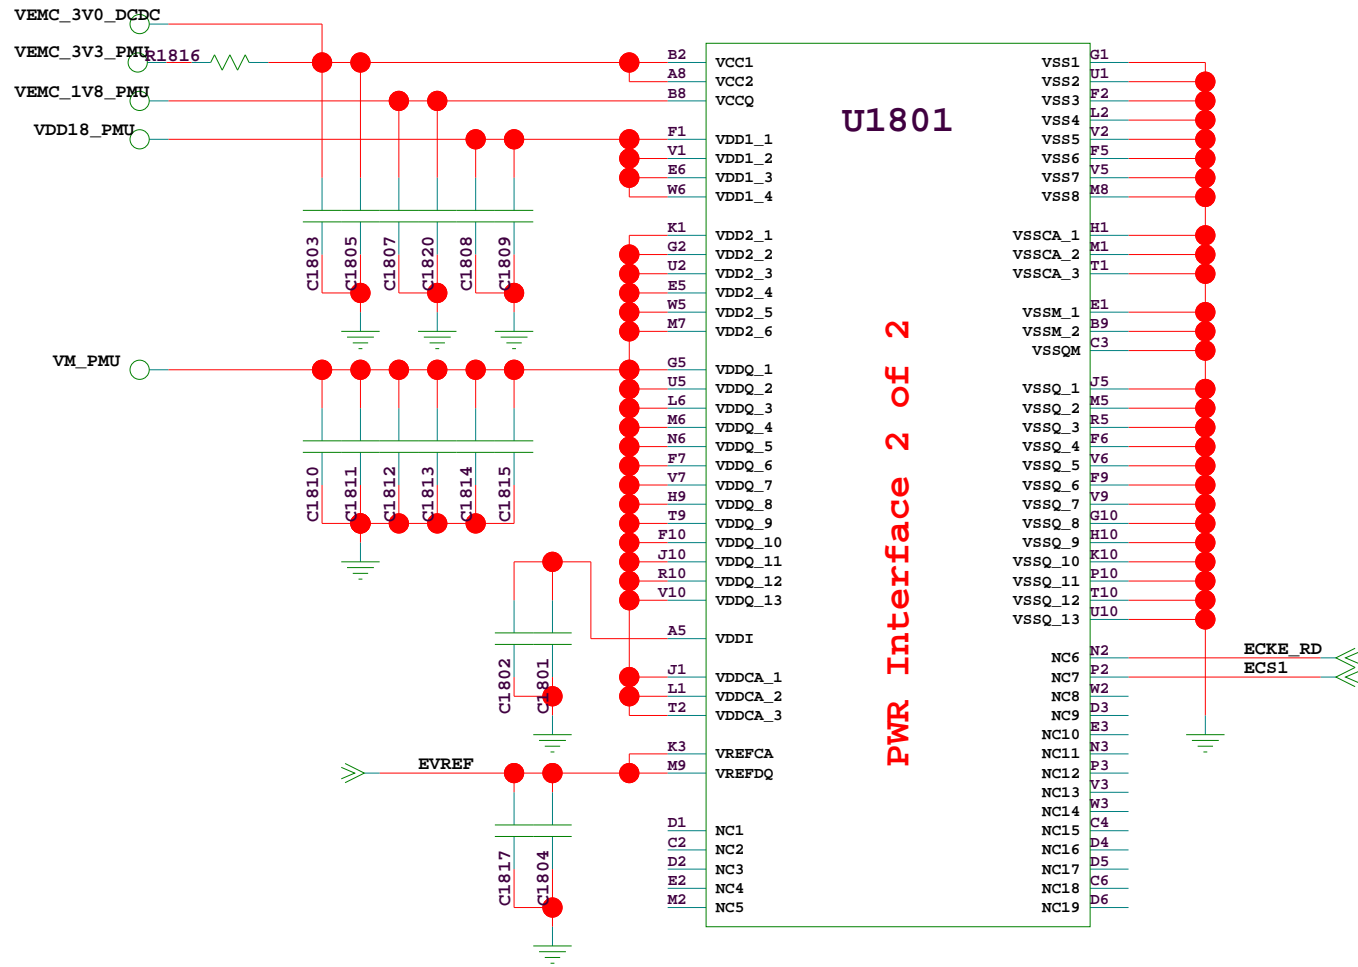 VEMC_3V0_DCDC
VEMC_3V3_PMU
R1816
VEMC_1V8_PMU
VDD18_PMU
VM_PMU
EVREF
C1803
C1805
C1807
C1820
C1808
C1809
C1810
C1811
C1812
C1813
C1814
C1815
C1802
C1801
C1817
C1804
U1801
PWR Interface 2 of 2
B2 VCC1
A8 VCC2
B8 VCCQ
F1 VDD1_1
V1 VDD1_2
E6 VDD1_3
W6 VDD1_4
K1 VDD2_1
G2 VDD2_2
U2 VDD2_3
E5 VDD2_4
W5 VDD2_5
M7 VDD2_6
G5 VDDQ_1
U5 VDDQ_2
L6 VDDQ_3
M6 VDDQ_4
N6 VDDQ_5
F7 VDDQ_6
V7 VDDQ_7
H9 VDDQ_8
T9 VDDQ_9
F10 VDDQ_10
J10 VDDQ_11
R10 VDDQ_12
V10 VDDQ_13
A5 VDDI
J1 VDDCA_1
L1 VDDCA_2
T2 VDDCA_3
K3 VREFCA
M9 VREFDQ
D1 NC1
C2 NC2
D2 NC3
E2 NC4
M2 NC5
VSS1 G1
VSS2 U1
VSS3 F2
VSS4 L2
VSS5 V2
VSS6 F5
VSS7 V5
VSS8 M8
VSSCA_1 H1
VSSCA_2 M1
VSSCA_3 T1
VSSM_1 E1
VSSM_2 B9
VSSQM C3
VSSQ_1 J5
VSSQ_2 M5
VSSQ_3 R5
VSSQ_4 F6
VSSQ_5 V6
VSSQ_6 F9
VSSQ_7 V9
VSSQ_8 G10
VSSQ_9 H10
VSSQ_10 K10
VSSQ_11 P10
VSSQ_12 T10
VSSQ_13 U10
NC6 N2 ECKE_RD
NC7 P2 ECS1
NC8 W2
NC9 D3
NC10 E3
NC11 N3
NC12 P3
NC13 V3
NC14 W3
NC15 C4
NC16 D4
NC17 D5
NC18 C6
NC19 D6